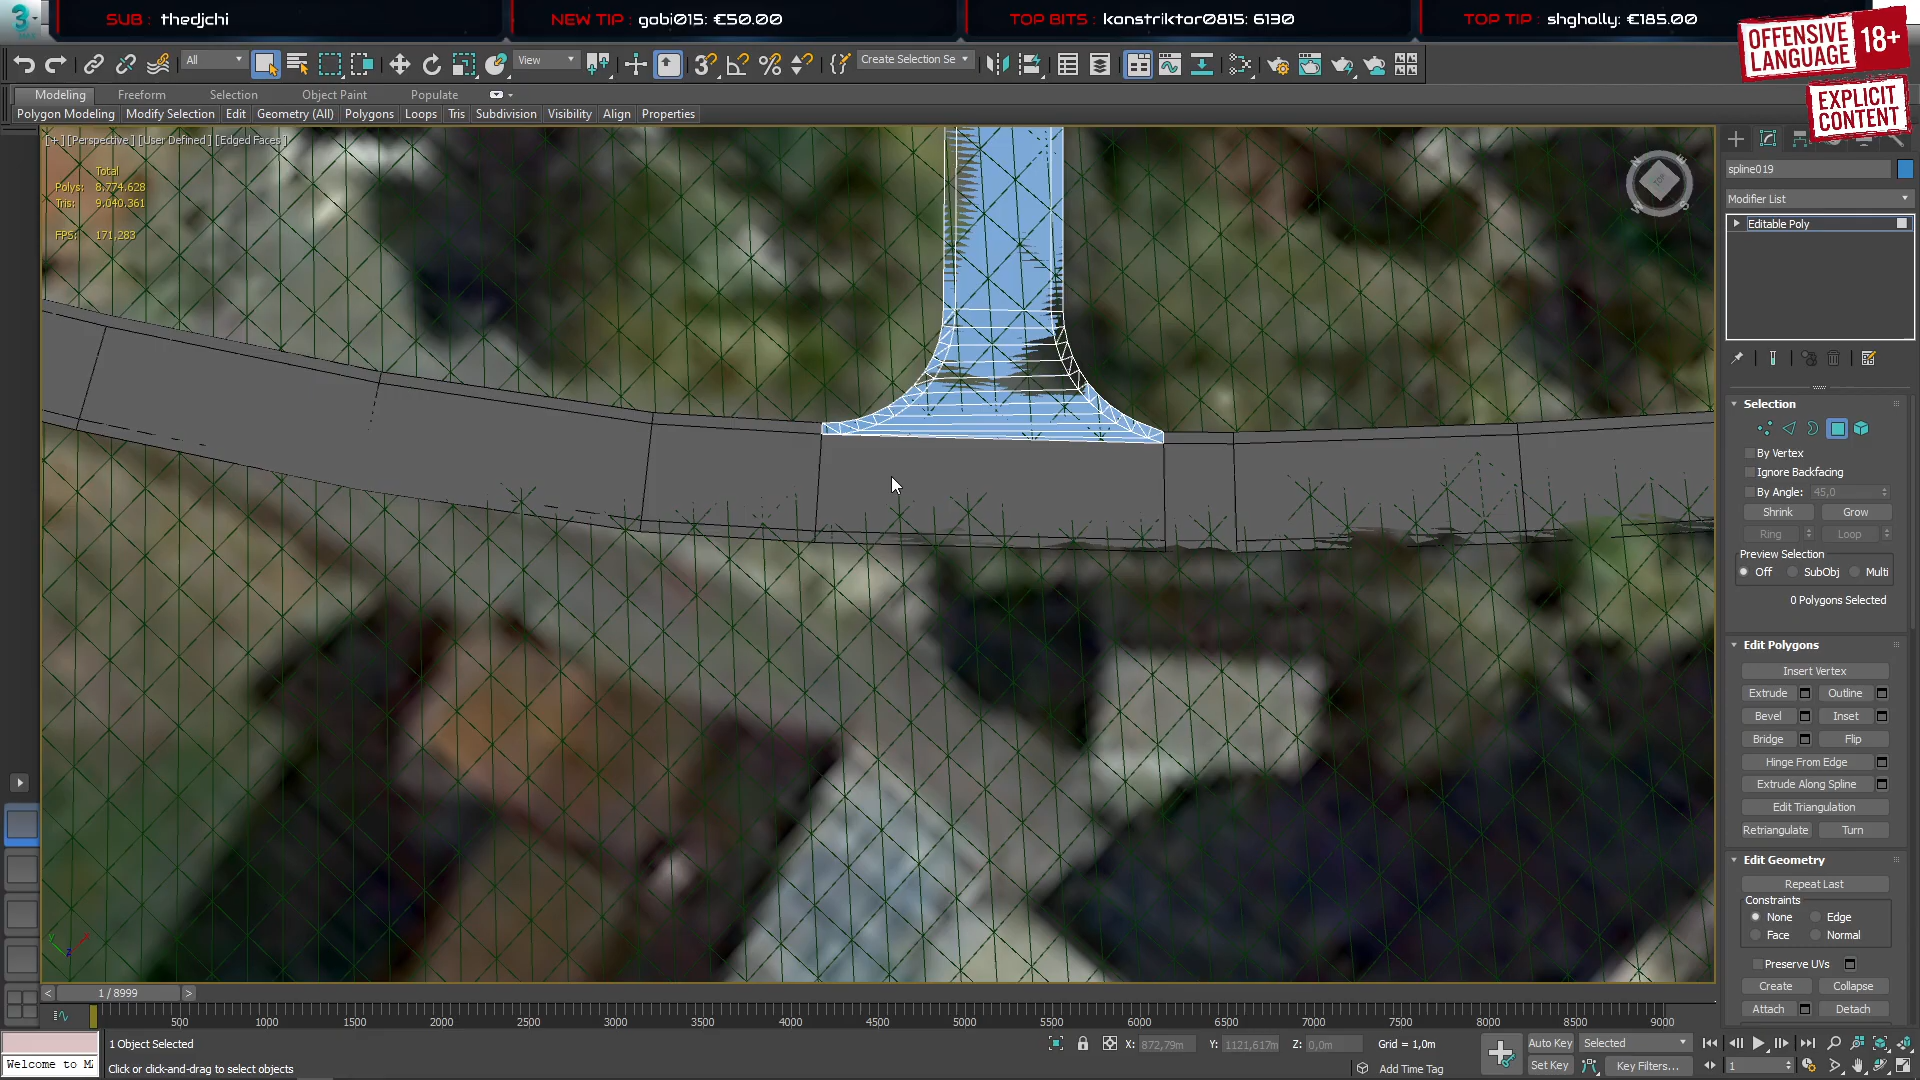 SUB : thedjchi
NEW TIP : gabi015: €50.00
TOP BITS : konstriktor0815: 6130
TOP TIP : shgholly: €185.00
OFFENSIVE LANGUAGE 18+
EXPLICIT CONTENT
All
View
Create Selection Se
Modeling
Freeform
Selection
Object Paint
Populate
Polygon Modeling
Modify Selection
Edit
Geometry (All)
Polygons
Loops
Tris
Subdivision
Visibility
Align
Properties
[+] [Perspective] [User Defined] [Edged Faces]
Total
Polys: 8.774.628
Tris: 9.040.361
FPS: 171,283
spline019
Modifier List
Editable Poly
Selection
By Vertex
Ignore Backfacing
By Angle: 45,0
Shrink Grow
Ring Loop
Preview Selection
Off SubObj Multi
0 Polygons Selected
Edit Polygons
Insert Vertex
Extrude Outline
Bevel Inset
Bridge Flip
Hinge From Edge
Extrude Along Spline
Edit Triangulation
Retriangulate Turn
Edit Geometry
Repeat Last
Constraints
None Edge
Face Normal
Preserve UVs
Create Collapse
Attach Detach
< 1 / 8999 >
500 1000 1500 2000 2500 3000 3500 4000 4500 5000 5500 6000 6500 7000 7500 8000 8500 9000
1 Object Selected
X: 872,79m Y: 1121,617m Z: 0,0m Grid = 1,0m
Auto Key Selected
Welcome to M
Click or click-and-drag to select objects
Add Time Tag
Set Key Key Filters...
1